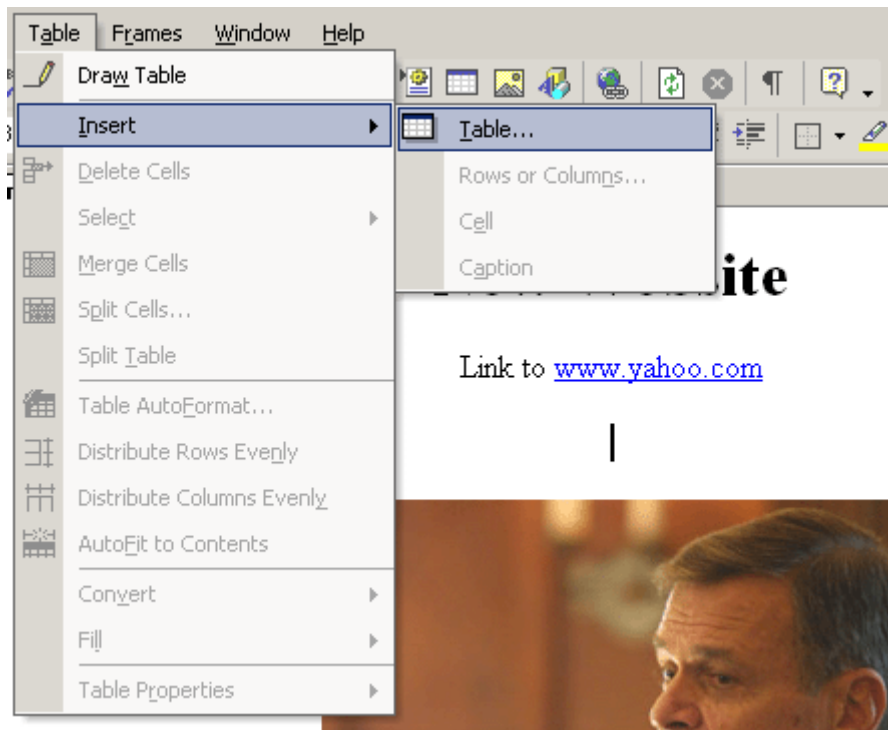 Table Frames Window Help
Draw Table
Insert
Table...
Delete Cells
Rows or Columns...
Select
Cell
Merge Cells
Caption
Split Cells...
Split Table
Link to www.yahoo.com
Table AutoFormat...
Distribute Rows Evenly
Distribute Columns Evenly
AutoFit to Contents
Convert
Fill
Table Properties